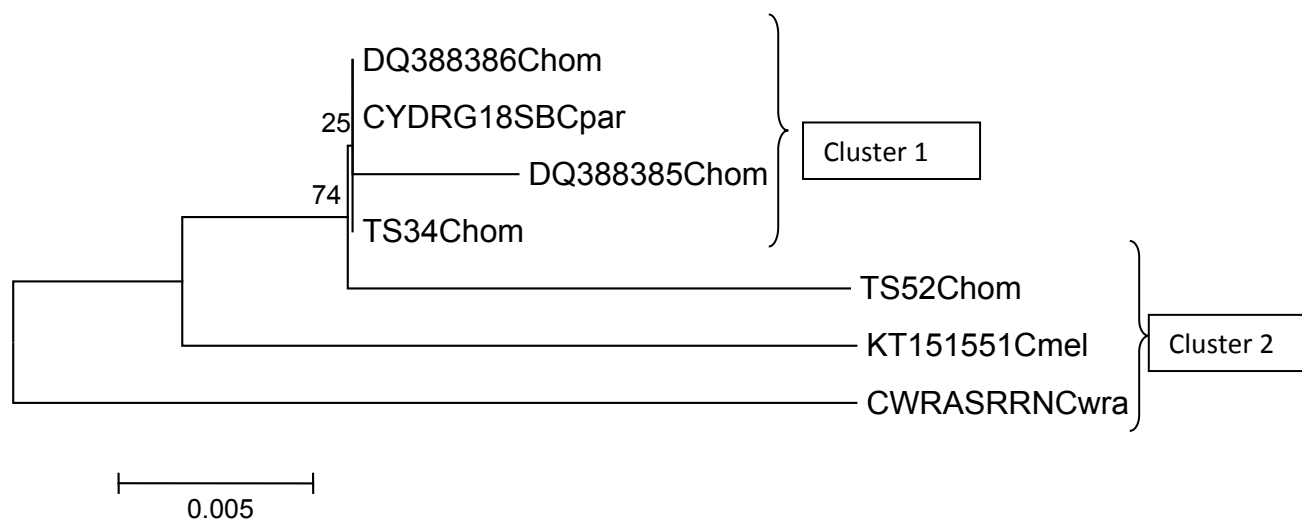 DQ388386Chom
25
CYDRG18SBCpar
Cluster 1
DQ388385Chom
74
TS34Chom
TS52Chom
KT151551Cmel
Cluster 2
CWRASRRNCwra
0.005